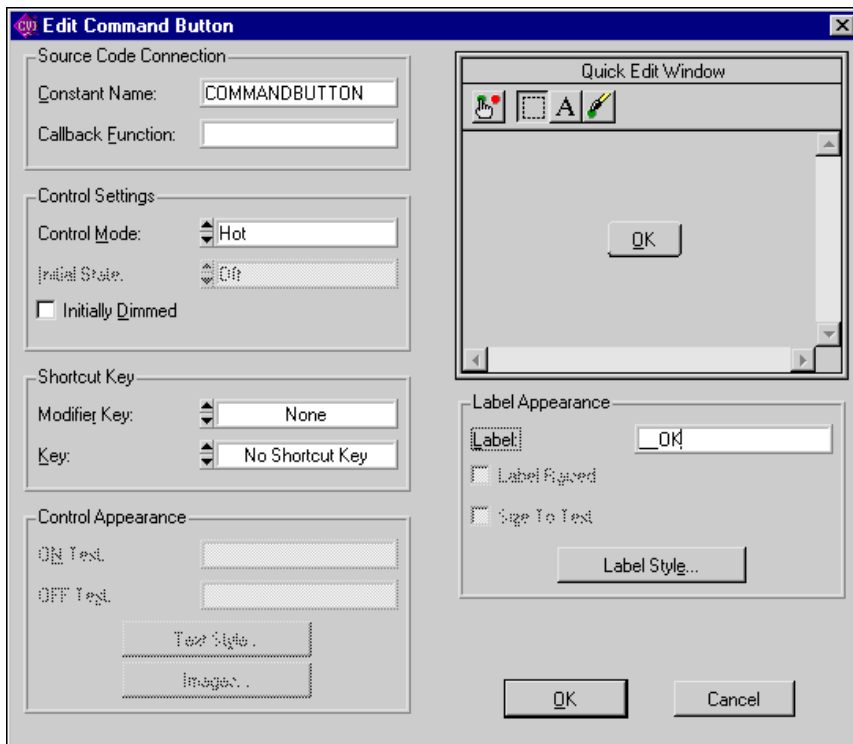 CVI Edit Command Button
Source Code Connection
Constant Name: COMMANDBUTTON
Callback Function:
Control Settings
Control Mode: Hot
Initial State: Off
Initially Dimmed
Shortcut Key
Modifier Key: None
Key: No Shortcut Key
Control Appearance
ON Text
OFF Text
Text Style...
Images...
Quick Edit Window
A
OK
Label Appearance
Label: __OK
Label Raised
Size To Text
Label Style...
OK Cancel